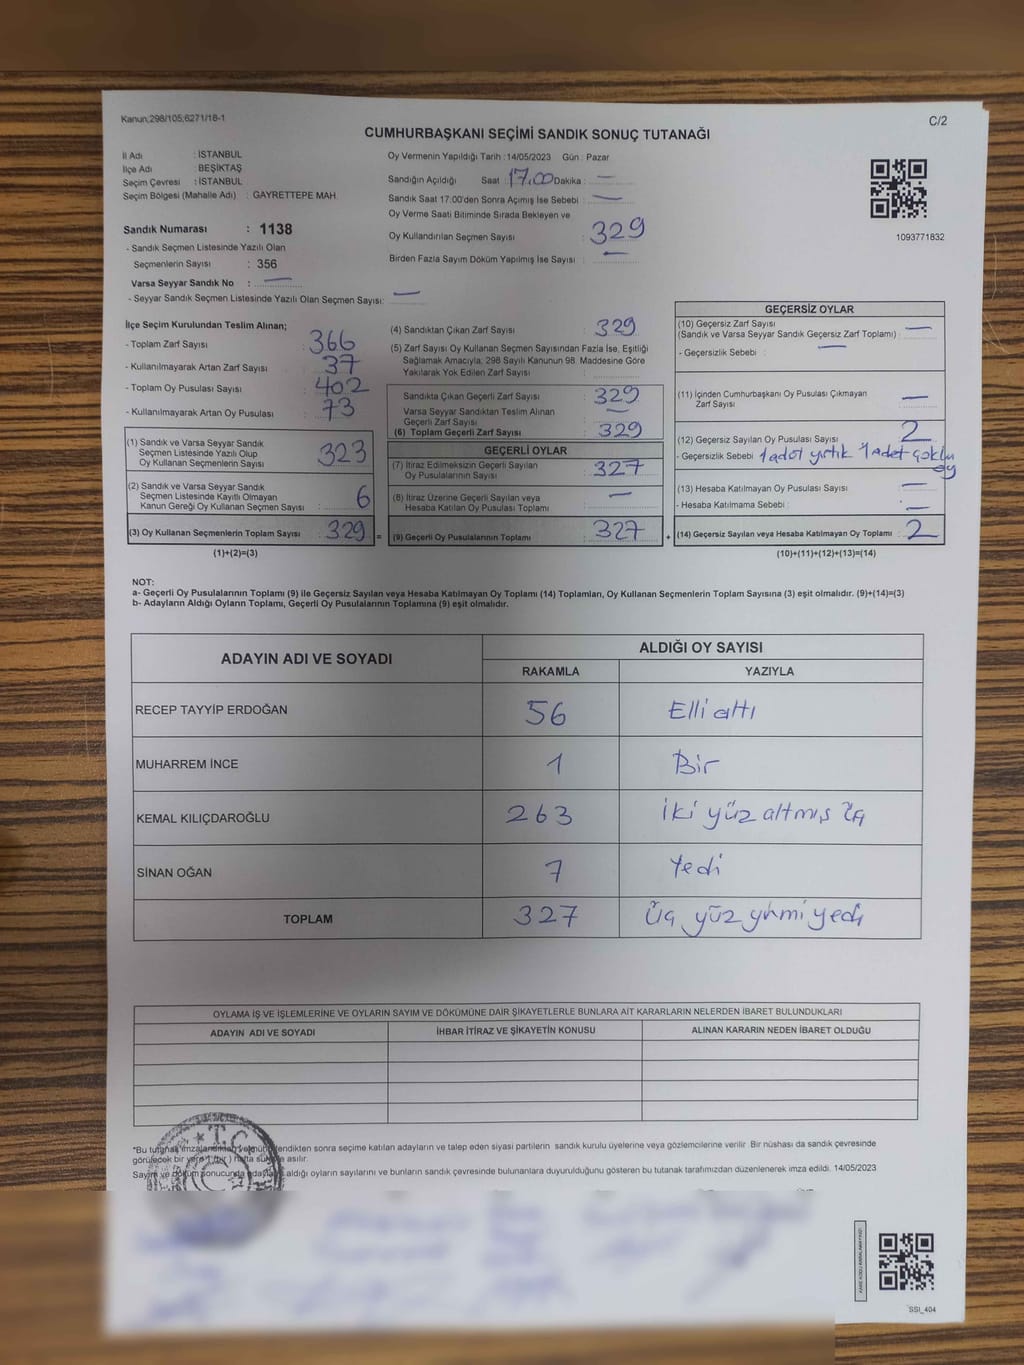 Kanun;298/105;6271/18-1
C/2
CUMHURBAŞKANI SEÇİMİ SANDIK SONUÇ TUTANAĞI
İl Adı : İSTANBUL
İlçe Adı : BEŞİKTAŞ
Seçim Çevresi : İSTANBUL
Seçim Bölgesi (Mahalle Adı) : GAYRETTEPE MAH.
Sandık Numarası : 1138
- Sandık Seçmen Listesinde Yazılı Olan
Seçmenlerin Sayısı : 356
Varsa Seyyar Sandık No : —
- Seyyar Sandık Seçmen Listesinde Yazılı Olan Seçmen Sayısı: —
Oy Vermenin Yapıldığı Tarih : 14/05/2023 Gün : Pazar
Sandığın Açıldığı Saat : 17.00 Dakika : —
Sandık Saat 17:00'den Sonra Açımış İse Sebebi : —
Oy Verme Saati Bitiminde Sırada Bekleyen ve
Oy Kullandırılan Seçmen Sayısı : 329
Birden Fazla Sayım Döküm Yapılmış İse Sayısı : —
1093771832
İlçe Seçim Kurulundan Teslim Alınan;
- Toplam Zarf Sayısı : 366
- Kullanılmayarak Artan Zarf Sayısı : 37
- Toplam Oy Pusulası Sayısı : 402
- Kullanılmayarak Artan Oy Pusulası : 73
(1) Sandık ve Varsa Seyyar Sandık
Seçmen Listesinde Yazılı Olup
Oy Kullanan Seçmenlerin Sayısı : 323
(2) Sandık ve Varsa Seyyar Sandık
Seçmen Listesinde Kayıtlı Olmayan
Kanun Gereği Oy Kullanan Seçmen Sayısı : 6
(3) Oy Kullanan Seçmenlerin Toplam Sayısı : 329 =
(1)+(2)=(3)
(4) Sandıktan Çıkan Zarf Sayısı : 329
(5) Zarf Sayısı Oy Kullanan Seçmen Sayısından Fazla İse, Eşitliği
Sağlamak Amacıyla, 298 Sayılı Kanunun 98. Maddesine Göre
Yakılarak Yok Edilen Zarf Sayısı :
Sandıkta Çıkan Geçerli Zarf Sayısı : 329
Varsa Seyyar Sandıktan Teslim Alınan
Geçerli Zarf Sayısı : —
(6) Toplam Geçerli Zarf Sayısı : 329
GEÇERLİ OYLAR
(7) İtiraz Edilmeksizin Geçerli Sayılan
Oy Pusulalarının Sayısı : 327
(8) İtiraz Üzerine Geçerli Sayılan veya
Hesaba Katılan Oy Pusulası Toplamı : —
(9) Geçerli Oy Pusulalarının Toplamı : 327 +
GEÇERSİZ OYLAR
(10) Geçersiz Zarf Sayısı
(Sandık ve Varsa Seyyar Sandık Geçersiz Zarf Toplamı) : —
- Geçersizlik Sebebi : —
(11) İçinden Cumhurbaşkanı Oy Pusulası Çıkmayan
Zarf Sayısı : —
(12) Geçersiz Sayılan Oy Pusulası Sayısı : 2
- Geçersizlik Sebebi : 1 adet yırtık 1 adet çoklu
oy
(13) Hesaba Katılmayan Oy Pusulası Sayısı : —
- Hesaba Katılmama Sebebi : —
(14) Geçersiz Sayılan veya Hesaba Katılmayan Oy Toplamı : 2
(10)+(11)+(12)+(13)=(14)
NOT:
a- Geçerli Oy Pusulalarının Toplamı (9) ile Geçersiz Sayılan veya Hesaba Katılmayan Oy Toplamı (14) Toplamları, Oy Kullanan Seçmenlerin Toplam Sayısına (3) eşit olmalıdır. (9)+(14)=(3)
b- Adayların Aldığı Oyların Toplamı, Geçerli Oy Pusulalarının Toplamına (9) eşit olmalıdır.
ADAYIN ADI VE SOYADI ALDIĞI OY SAYISI
RAKAMLA YAZIYLA
RECEP TAYYİP ERDOĞAN 56 Elli altı
MUHARREM İNCE 1 Bir
KEMAL KILIÇDAROĞLU 263 İki yüz altmış üç
SİNAN OĞAN 7 Yedi
TOPLAM 327 Üç yüz yirmi yedi
OYLAMA İŞ VE İŞLEMLERİNE VE OYLARIN SAYIM VE DÖKÜMÜNE DAİR ŞİKAYETLERLE BUNLARA AİT KARARLARIN NELERDEN İBARET BULUNDUKLARI
ADAYIN ADI VE SOYADI İHBAR İTİRAZ VE ŞİKAYETİN KONUSU ALINAN KARARIN NEDEN İBARET OLDUĞU
T.C.
*Bu tutanak imzalandıktan ve mühürlendikten sonra seçime katılan adayların ve talep eden siyasi partilerin sandık kurulu üyelerine veya gözlemcilerine verilir. Bir nüshası da sandık çevresinde
görülecek bir yere 1 (bir) hafta süreyle asılır.
Sayım ve döküm sonucunda adayların aldığı oyların sayılarını ve bunların sandık çevresinde bulunanlara duyurulduğunu gösteren bu tutanak tarafımızdan düzenlenerek imza edildi. 14/05/2023
SSI_404